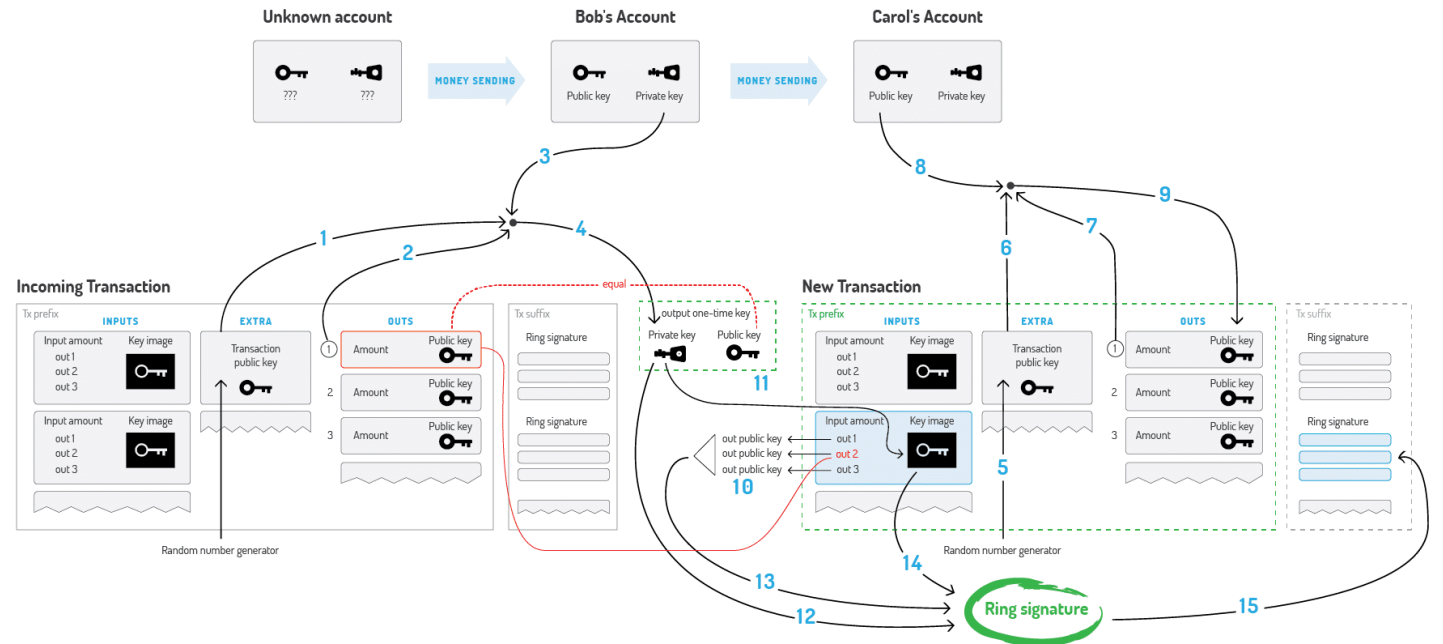 Unknown account
Bob's Account
Carol's Account
???
???
MONEY SENDING
Public key
Private key
MONEY SENDING
Public key
Private key
3
8
9
1
2
4
6
7
Incoming Transaction
equal
New Transaction
Tx prefix
INPUTS
EXTRA
OUTS
Input amount
out 1
out 2
out 3
Key image
Transaction
public key
1
Amount
Public key
2
Amount
Public key
3
Amount
Public key
Input amount
out 1
out 2
out 3
Key image
Random number generator
Tx suffix
Ring signature
Ring signature
output one-time key
Private key
Public key
11
out public key
out public key
out public key
10
Tx prefix
INPUTS
EXTRA
OUTS
Input amount
out 1
out 2
out 3
Key image
Input amount
out 1
out 2
out 3
Key image
Transaction
public key
5
Random number generator
1
Amount
Public key
2
Amount
Public key
3
Amount
Public key
Tx suffix
Ring signature
Ring signature
14
13
12
Ring signature
15